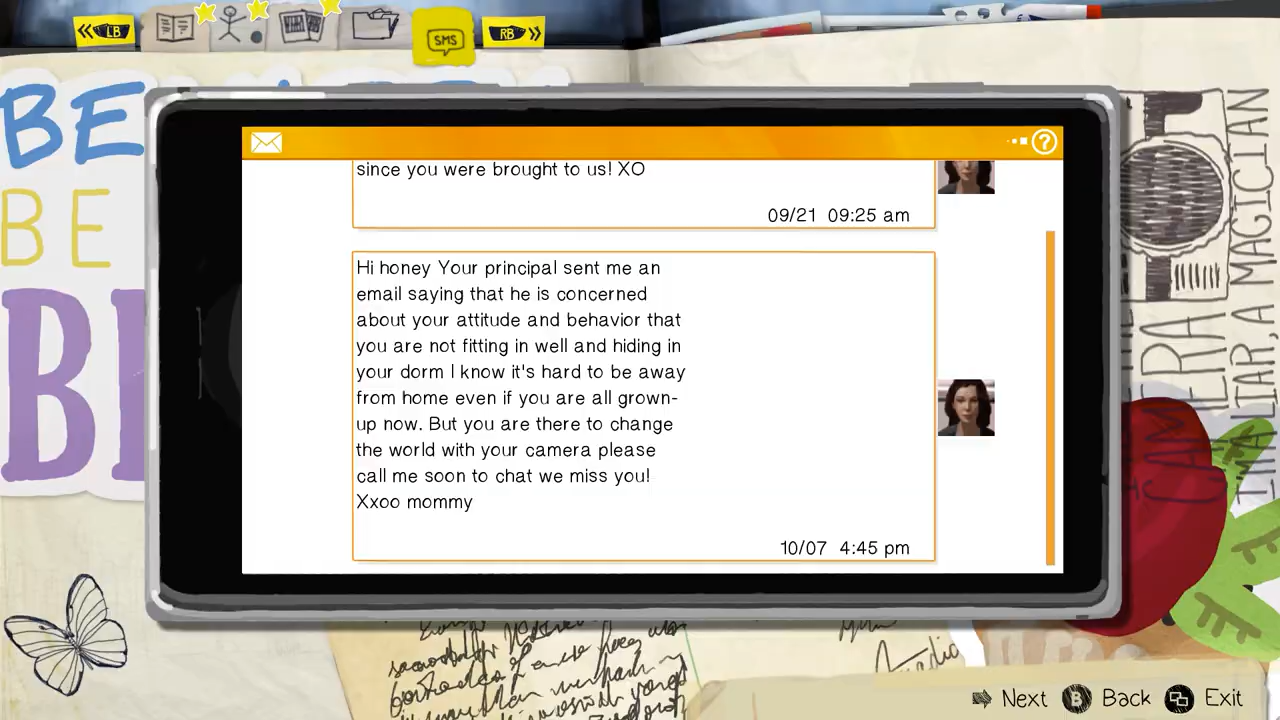 LB
SMS
RB
BE
BE
B
since you were brought to us! XO
09/21 09:25 am
Hi honey Your principal sent me an
email saying that he is concerned
about your attitude and behavior that
you are not fitting in well and hiding in
your dorm I know it's hard to be away
from home even if you are all grown-
up now. But you are there to change
the world with your camera please
call me soon to chat we miss you!
Xxoo mommy
10/07 4:45 pm
?
CAMERA
I'M A LIAR, A MAGICIAN
Next
B Back
Exit